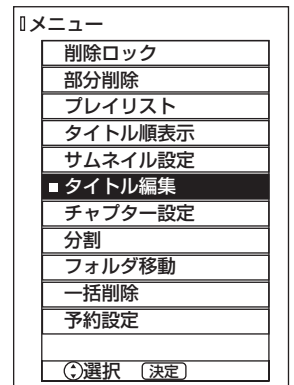 メニュー
削除ロック
部分削除
プレイリスト
タイトル順表示
サムネイル設定
タイトル編集
チャプター設定
分割
フォルダ移動
一括削除
予約設定
選択 決定